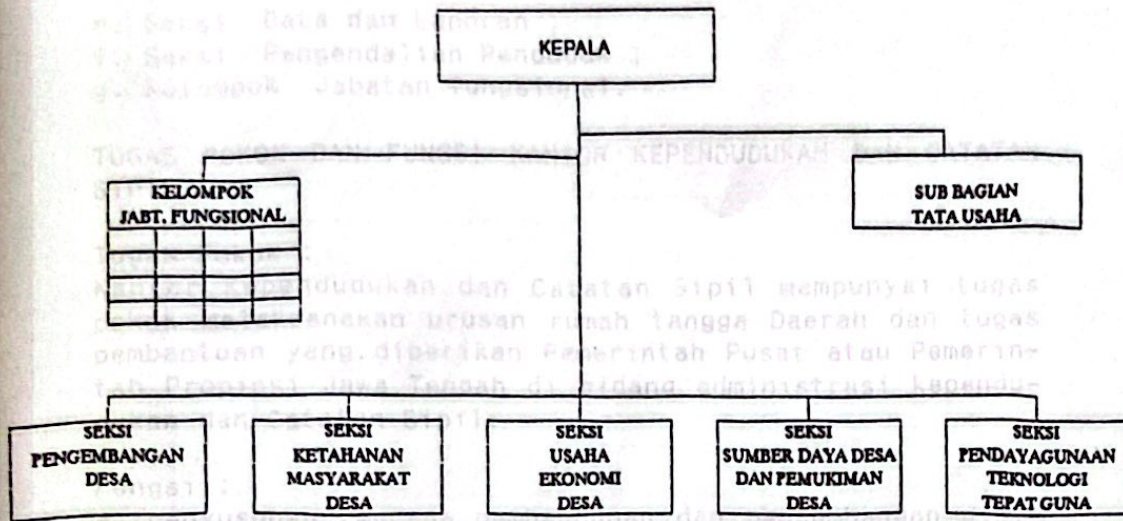 e. Seksi Data dan Laporan ;
f. Seksi Pengendalian Penduduk ;
g. Kelompok Jabatan Fungsional.
KEPALA
TUGAS POKOK DAN FUNGSI KANTOR KEPENDUDUKAN DAN CATATAN
SIPIL
KELOMPOK
JABT. FUNGSIONAL
SUB BAGIAN
TATA USAHA
TUGAS POKOK :
Kantor Kependudukan dan Catatan Sipil mempunyai tugas
pokok melaksanakan urusan rumah tangga Daerah dan tugas
pembantuan yang diberikan Pemerintah Pusat atau Pemerin-
tah Propinsi Jawa Tengah di bidang administrasi Kependu-
dukan dan Catatan Sipil.
SEKSI
PENGEMBANGAN
DESA
SEKSI
KETAHANAN
MASYARAKAT
DESA
SEKSI
USAHA
EKONOMI
DESA
SEKSI
SUMBER DAYA DESA
DAN PEMUKIMAN
DESA
SEKSI
PENDAYAGUNAAN
TEKNOLOGI
TEPAT GUNA
Fungsi :